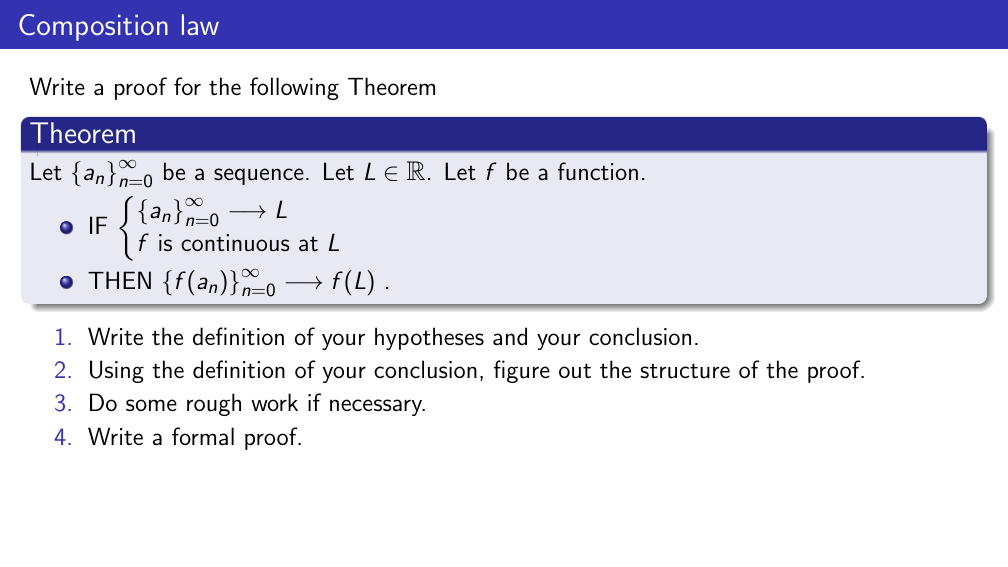 Composition law
Write a proof for the following Theorem
Theorem
Let {aₙ}∞ₙ₌₀ be a sequence. Let L ∈ ℝ. Let f be a function.
IF { {aₙ}∞ₙ₌₀ ⟶ L
f is continuous at L
THEN {f(aₙ)}∞ₙ₌₀ ⟶ f(L) .
1. Write the definition of your hypotheses and your conclusion.
2. Using the definition of your conclusion, figure out the structure of the proof.
3. Do some rough work if necessary.
4. Write a formal proof.